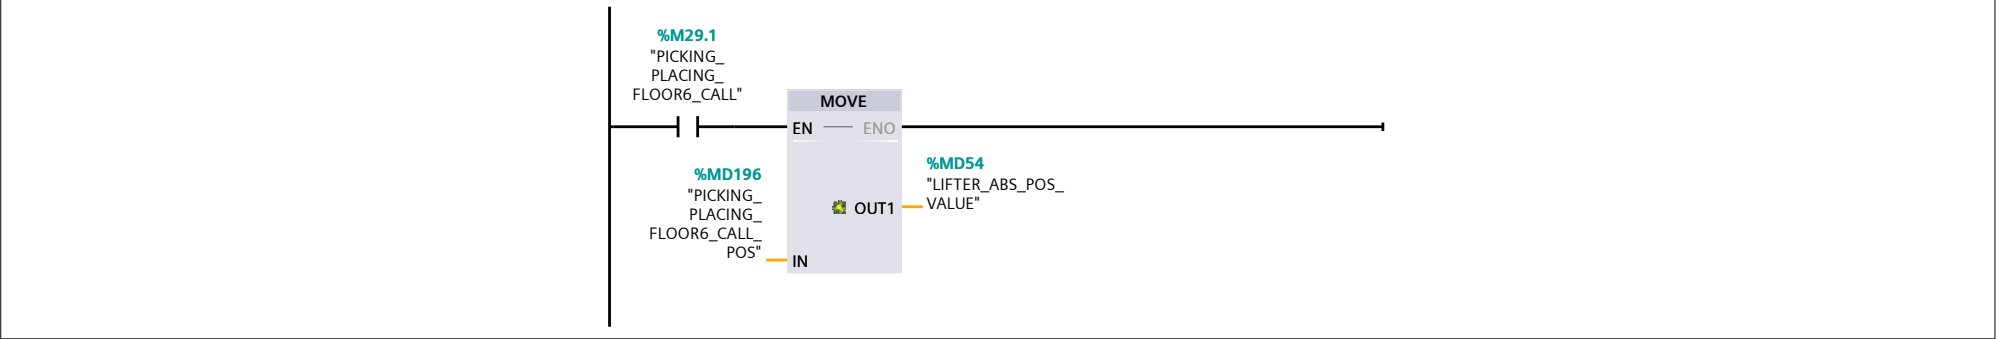 %M29.1
"PICKING_
PLACING_
FLOOR6_CALL"
MOVE
EN
ENO
%MD196
"PICKING_
PLACING_
FLOOR6_CALL_
POS"
IN
OUT1
%MD54
"LIFTER_ABS_POS_
VALUE"